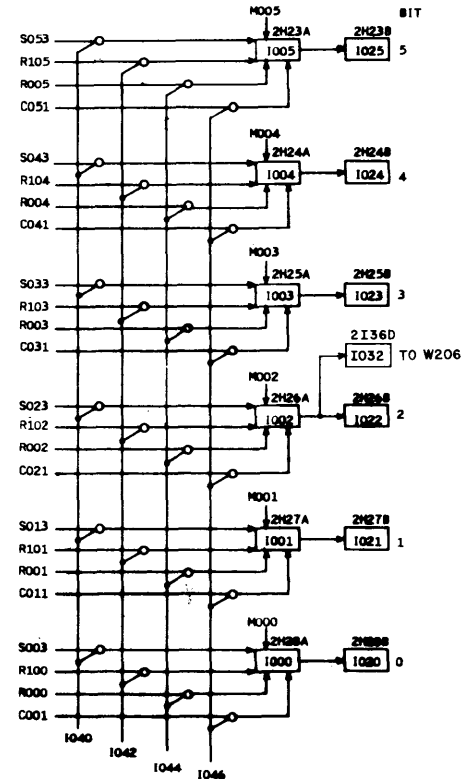 M005 BIT
S053 2H23A 2H23B
R105 I005 I025 5
R005
C051
M004
S043 2H24A 2H24B
R104 I004 I024 4
R004
C041
M003
S033 2H25A 2H25B
R103 I003 I023 3
R003
C031
2I36D
I032 TO W206
M002
S023 2H26A 2H26B
R102 I002 I022 2
R002
C021
M001
S013 2H27A 2H27B
R101 I001 I021 1
R001
C011
M000
S003 2H28A 2H28B
R100 I000 I020 0
R000
C001
I040
I042
I044
I046